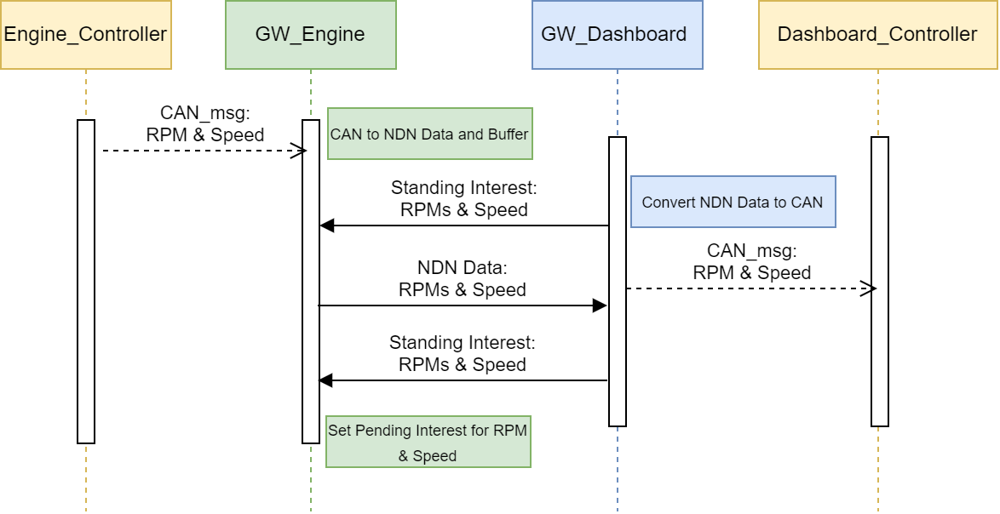 Engine_Controller
GW_Engine
GW_Dashboard
Dashboard_Controller
CAN_msg:
RPM & Speed
CAN to NDN Data and Buffer
Standing Interest:
RPMs & Speed
Convert NDN Data to CAN
CAN_msg:
RPM & Speed
NDN Data:
RPMs & Speed
Standing Interest:
RPMs & Speed
Set Pending Interest for RPM
& Speed